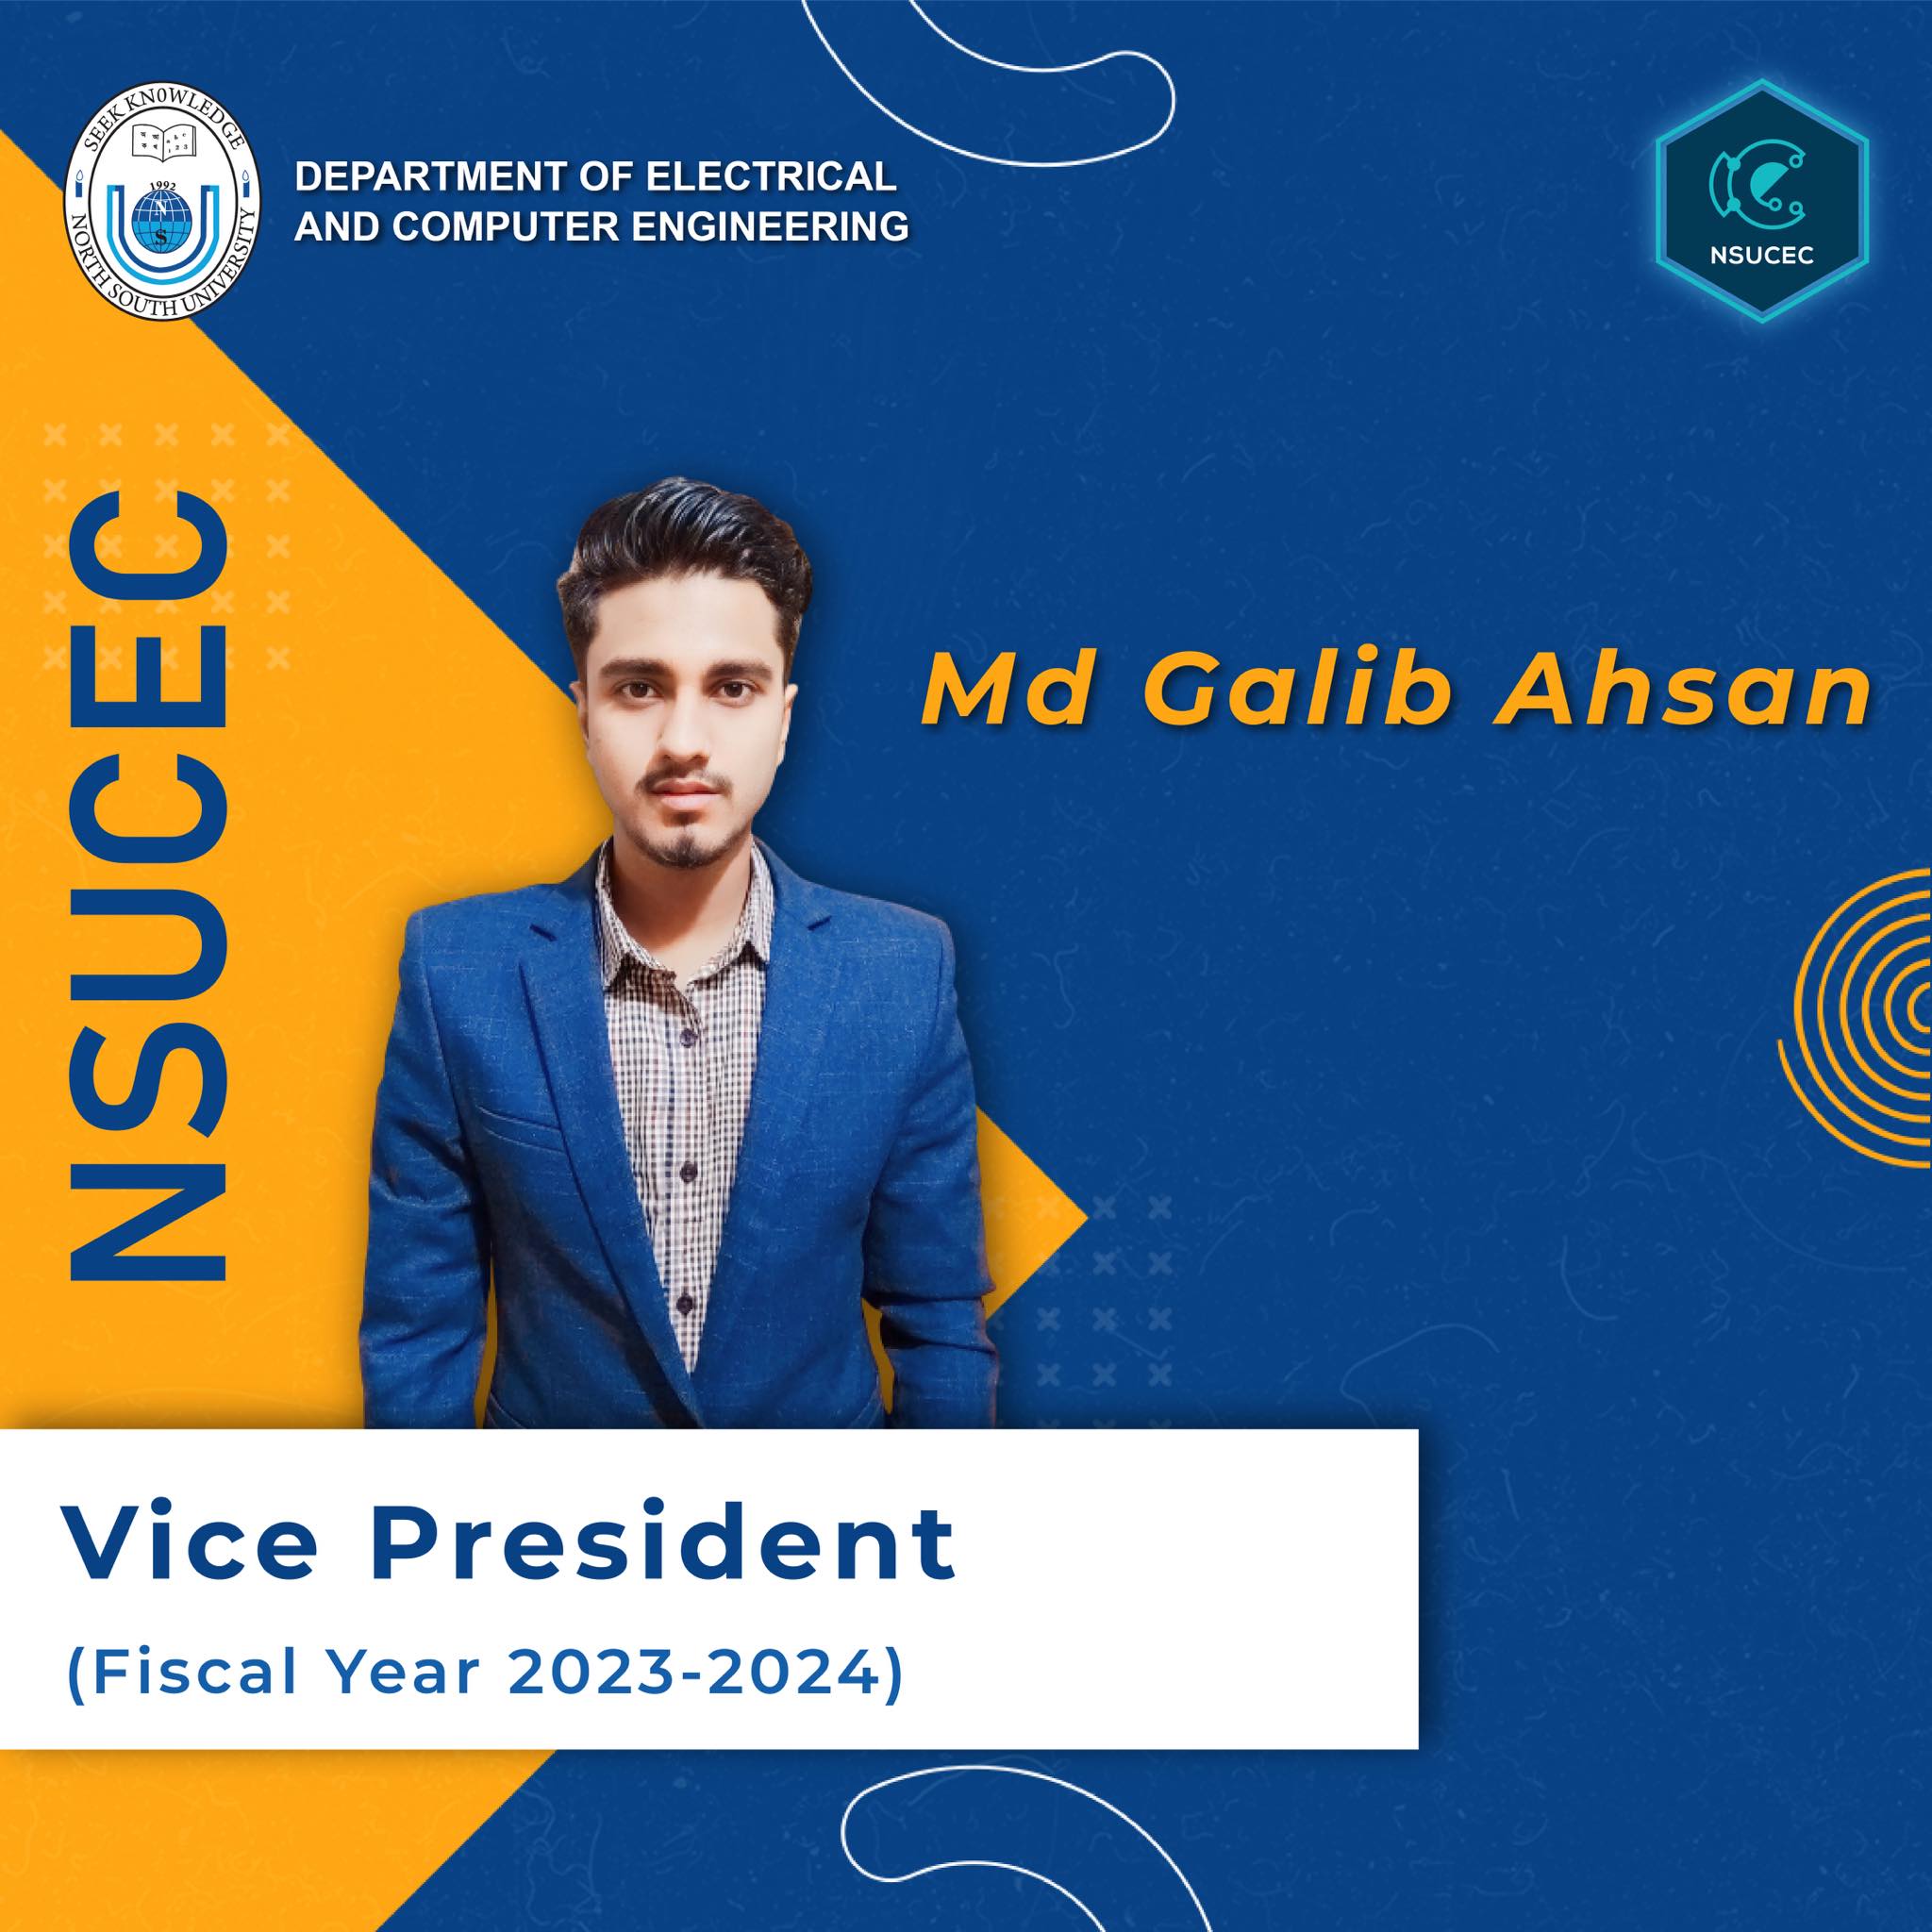 SEEK KN0WLEDGE
1992
N
S
NORTH SOUTH UNIVERSITY
DEPARTMENT OF ELECTRICAL
AND COMPUTER ENGINEERING
NSUCEC
NSUCEC
Md Galib Ahsan
Vice President
(Fiscal Year 2023-2024)